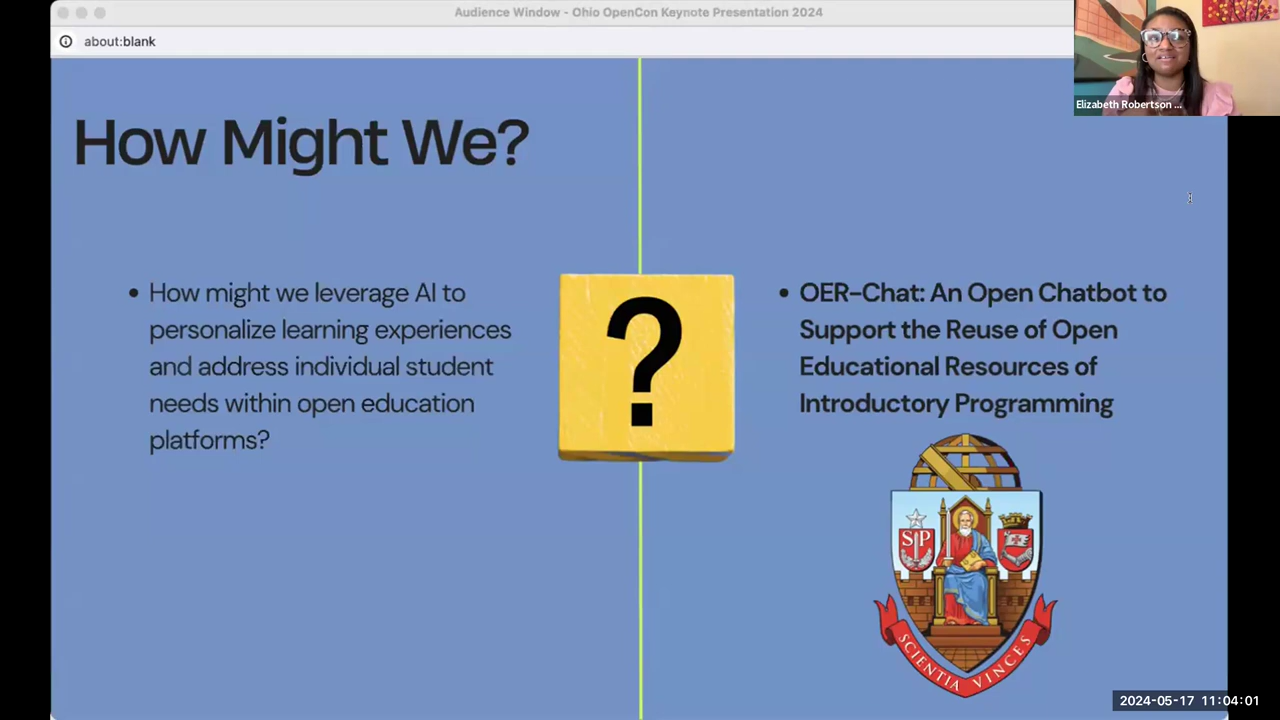 Audience Window - Ohio OpenCon Keynote Presentation 2024
about:blank
Elizabeth Robertson ...
How Might We?
• How might we leverage AI to
personalize learning experiences
and address individual student
needs within open education
platforms?
?
• OER-Chat: An Open Chatbot to
Support the Reuse of Open
Educational Resources of
Introductory Programming
SP
SCIENTIA VINCES
2024-05-17 11:04:01